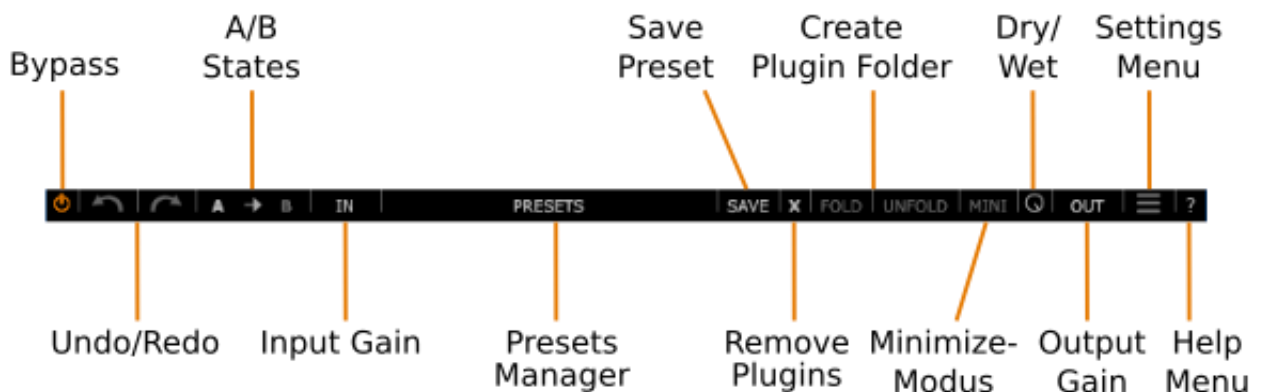 A/B
States
Save
Preset
Create
Plugin Folder
Dry/
Wet
Settings
Menu
Bypass
A B IN PRESETS SAVE X FOLD UNFOLD MINI OUT ?
Undo/Redo
Input Gain
Presets
Manager
Remove
Plugins
Minimize-
Modus
Output
Gain
Help
Menu